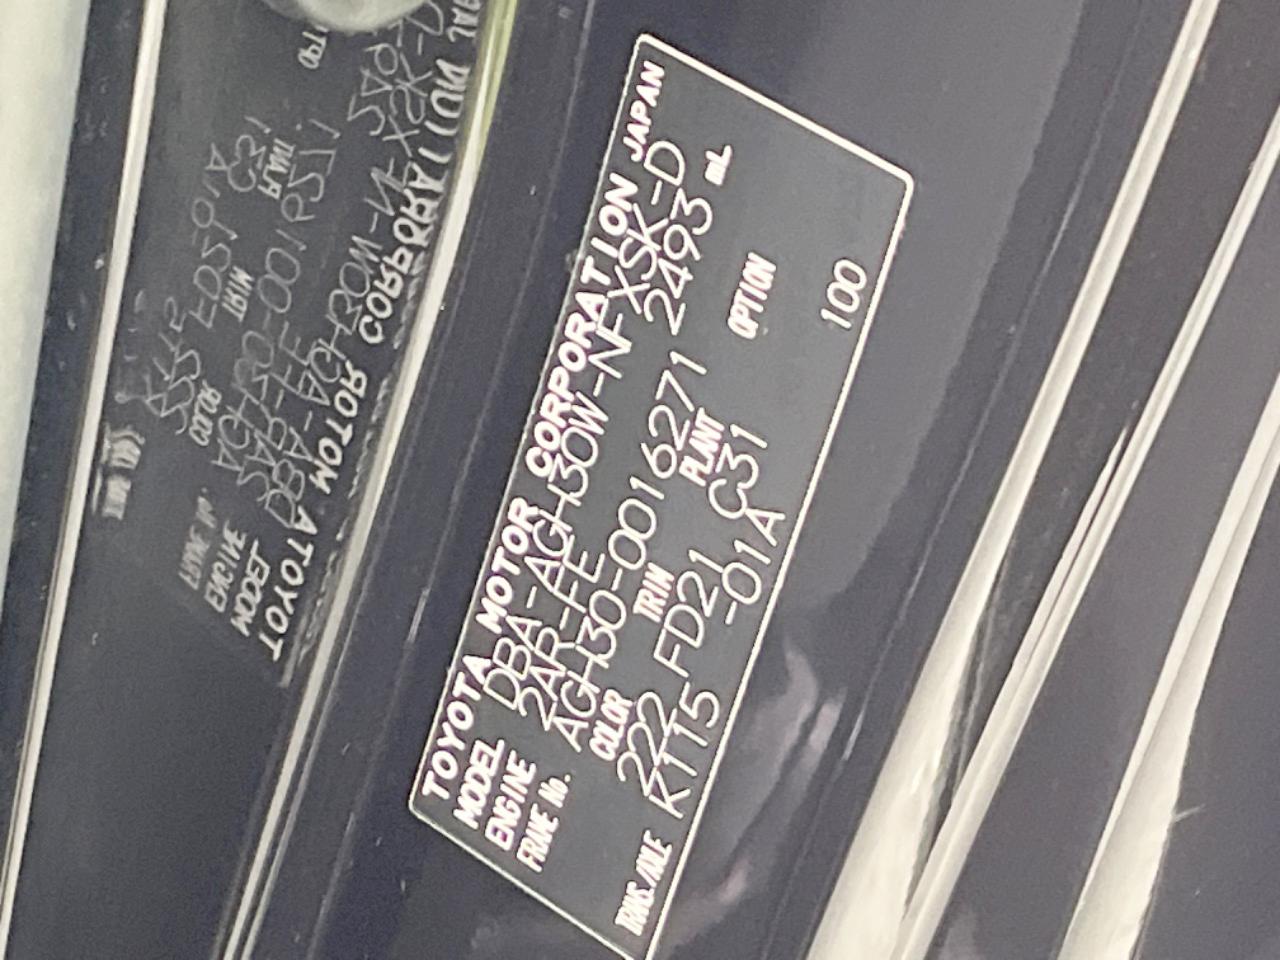 TOYOTA MOTOR CORPORATION JAPAN
MODEL DBA-AGH30W-NFXSK-D
ENGINE 2AR-FE 2493 mL
FRAME No. AGH30-0016271
COLOR TRIM PLANT OPTION
222 FD21 C31
TRANS./AXLE K115 -01A 100